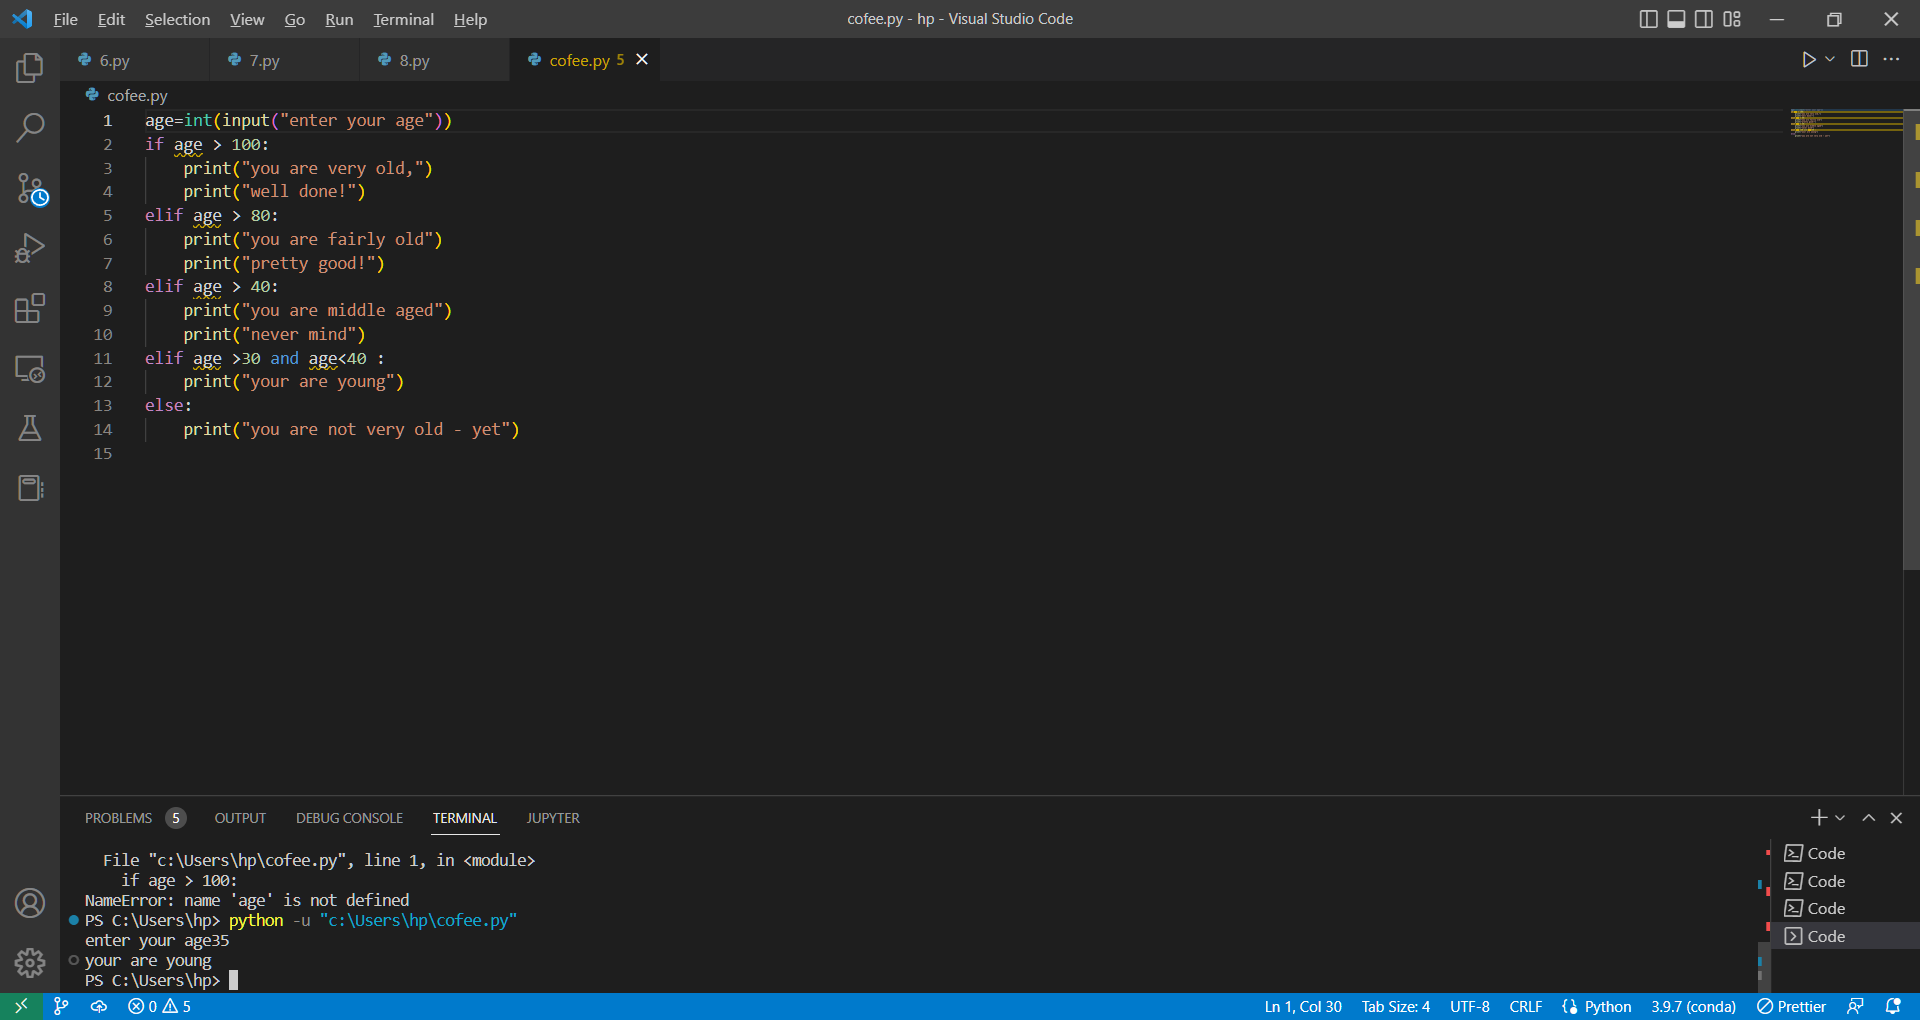 File Edit Selection View Go Run Terminal Help cofee.py - hp - Visual Studio Code
6.py 7.py 8.py cofee.py 5
cofee.py
1 age=int(input("enter your age"))
2 if age > 100:
3     print("you are very old,")
4     print("well done!")
5 elif age > 80:
6     print("you are fairly old")
7     print("pretty good!")
8 elif age > 40:
9     print("you are middle aged")
10     print("never mind")
11 elif age >30 and age<40 :
12     print("your are young")
13 else:
14     print("you are not very old - yet")
15
PROBLEMS 5 OUTPUT DEBUG CONSOLE TERMINAL JUPYTER
File "c:\Users\hp\cofee.py", line 1, in <module>
if age > 100:
NameError: name 'age' is not defined
PS C:\Users\hp> python -u "c:\Users\hp\cofee.py"
enter your age35
your are young
PS C:\Users\hp>
Code
Code
Code
Code
0 5 Ln 1, Col 30 Tab Size: 4 UTF-8 CRLF Python 3.9.7 (conda) Prettier